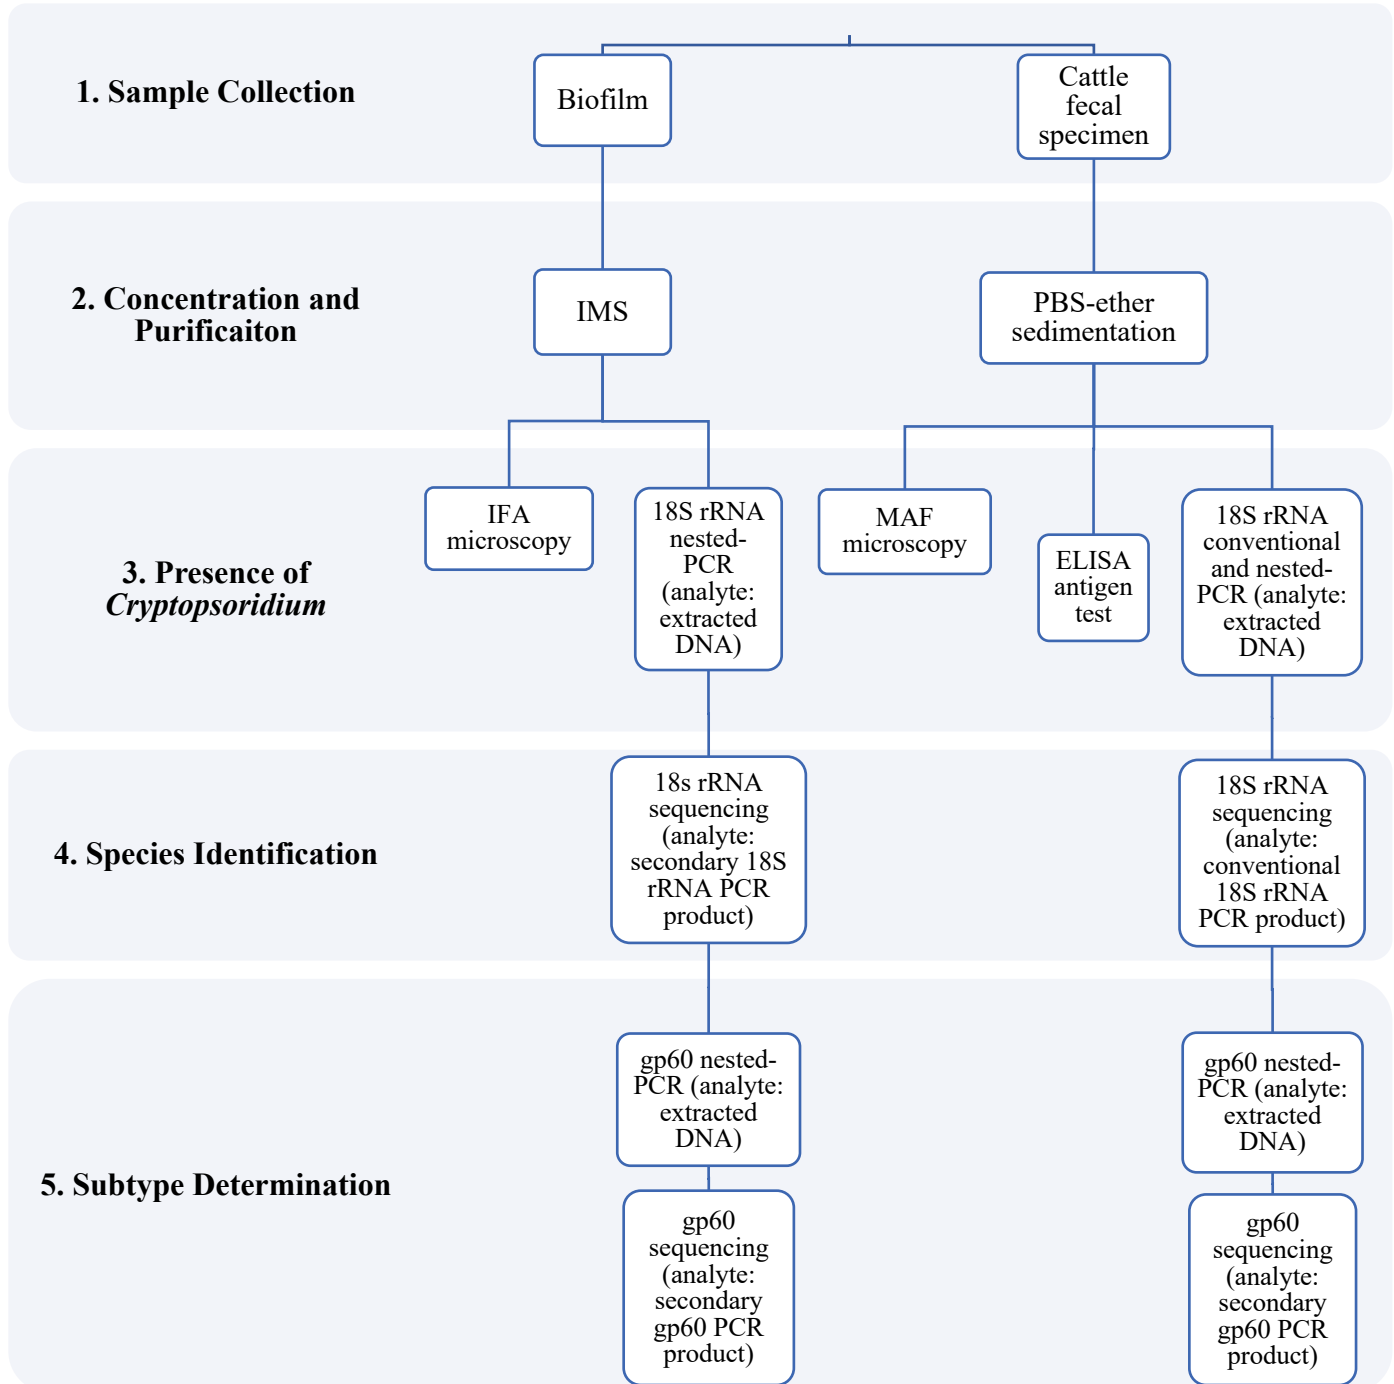 1. Sample Collection
Biofilm
Cattle
fecal
specimen
2. Concentration and
Purificaiton
IMS
PBS-ether
sedimentation
3. Presence of
Cryptopsoridium
IFA
microscopy
18S rRNA
nested-
PCR
(analyte:
extracted
DNA)
MAF
microscopy
ELISA
antigen
test
18S rRNA
conventional
and nested-
PCR (analyte:
extracted
DNA)
4. Species Identification
18s rRNA
sequencing
(analyte:
secondary 18S
rRNA PCR
product)
18S rRNA
sequencing
(analyte:
conventional
18S rRNA
PCR product)
5. Subtype Determination
gp60 nested-
PCR (analyte:
extracted
DNA)
gp60
sequencing
(analyte:
secondary
gp60 PCR
product)
gp60 nested-
PCR (analyte:
extracted
DNA)
gp60
sequencing
(analyte:
secondary
gp60 PCR
product)